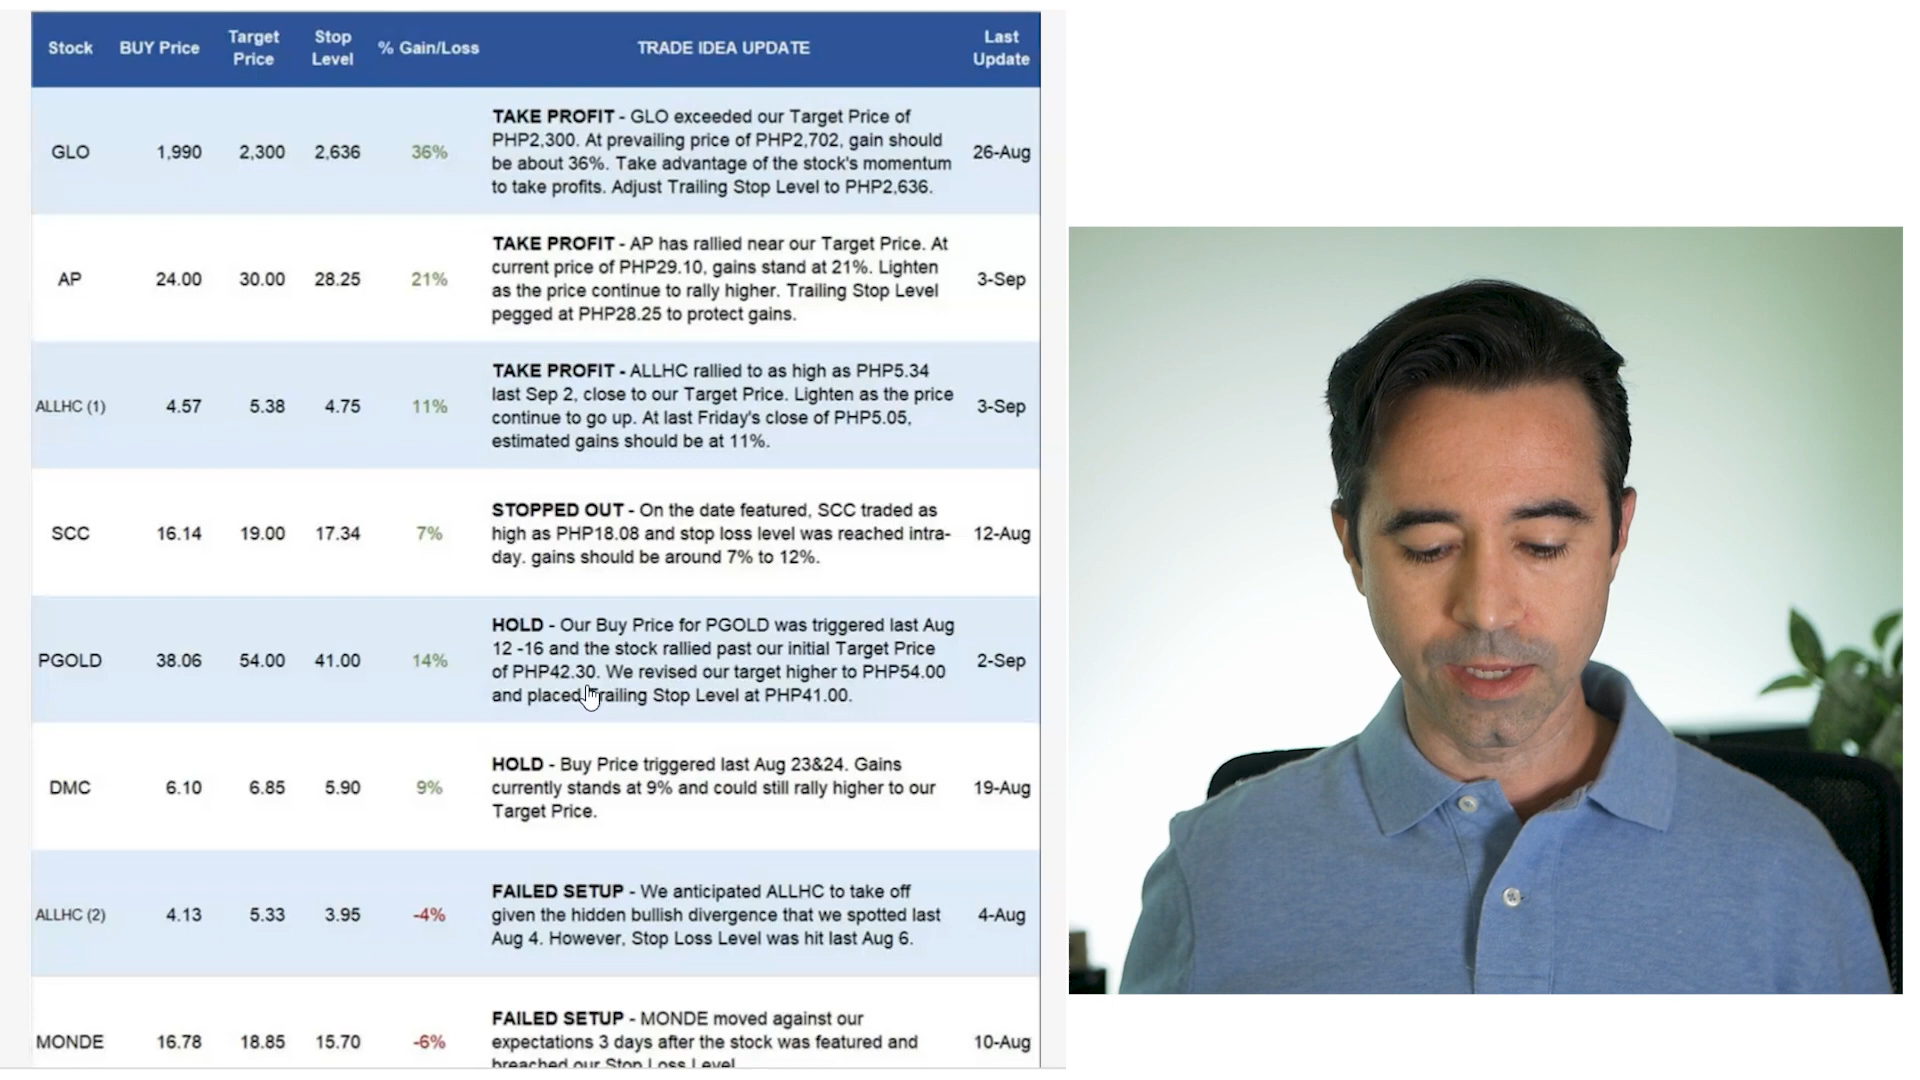 Stock BUY Price Target Price Stop Level % Gain/Loss TRADE IDEA UPDATE Last Update
GLO 1,990 2,300 2,636 36% 26-Aug
TAKE PROFIT - GLO exceeded our Target Price of
PHP2,300. At prevailing price of PHP2,702, gain should
be about 36%. Take advantage of the stock's momentum
to take profits. Adjust Trailing Stop Level to PHP2,636.
AP 24.00 30.00 28.25 21% 3-Sep
TAKE PROFIT - AP has rallied near our Target Price. At
current price of PHP29.10, gains stand at 21%. Lighten
as the price continue to rally higher. Trailing Stop Level
pegged at PHP28.25 to protect gains.
ALLHC (1) 4.57 5.38 4.75 11% 3-Sep
TAKE PROFIT - ALLHC rallied to as high as PHP5.34
last Sep 2, close to our Target Price. Lighten as the price
continue to go up. At last Friday's close of PHP5.05,
estimated gains should be at 11%.
SCC 16.14 19.00 17.34 7% 12-Aug
STOPPED OUT - On the date featured, SCC traded as
high as PHP18.08 and stop loss level was reached intra-
day. gains should be around 7% to 12%.
PGOLD 38.06 54.00 41.00 14% 2-Sep
HOLD - Our Buy Price for PGOLD was triggered last Aug
12 -16 and the stock rallied past our initial Target Price
of PHP42.30. We revised our target higher to PHP54.00
and placed Trailing Stop Level at PHP41.00.
DMC 6.10 6.85 5.90 9% 19-Aug
HOLD - Buy Price triggered last Aug 23&24. Gains
currently stands at 9% and could still rally higher to our
Target Price.
ALLHC (2) 4.13 5.33 3.95 -4% 4-Aug
FAILED SETUP - We anticipated ALLHC to take off
given the hidden bullish divergence that we spotted last
Aug 4. However, Stop Loss Level was hit last Aug 6.
MONDE 16.78 18.85 15.70 -6% 10-Aug
FAILED SETUP - MONDE moved against our
expectations 3 days after the stock was featured and
breached our Stop Loss Level